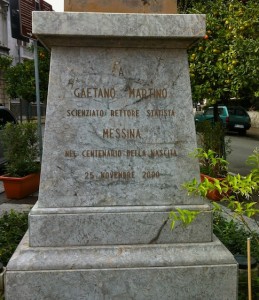 A
GAETANO MARTINO
SCIENZIATO RETTORE STATISTA
MESSINA
NEL CENTENARIO DELLA NASCITA
25 NOVEMBRE 2000